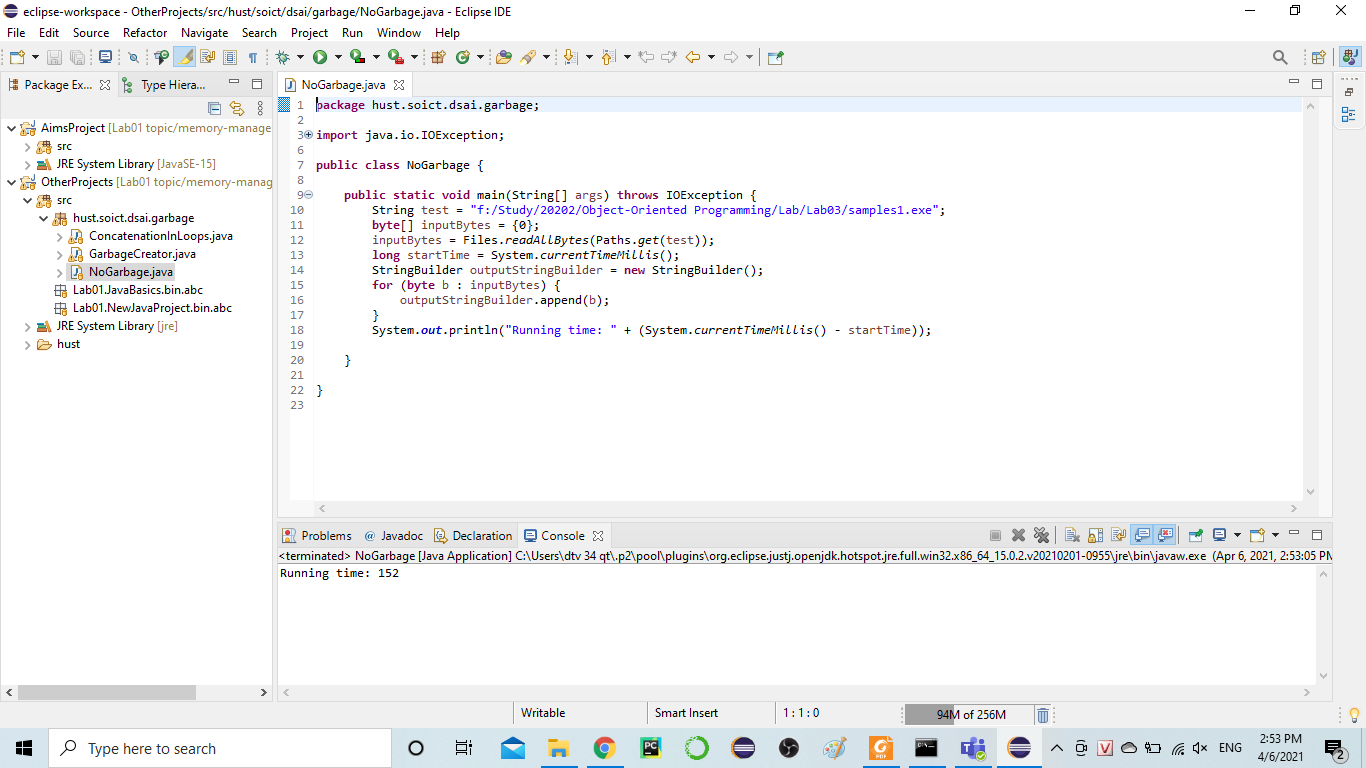 eclipse-workspace - OtherProjects/src/hust/soict/dsai/garbage/NoGarbage.java - Eclipse IDE
File Edit Source Refactor Navigate Search Project Run Window Help
Package Ex... Type Hiera...
AimsProject [Lab01 topic/memory-manage
src
JRE System Library [JavaSE-15]
OtherProjects [Lab01 topic/memory-manag
src
hust.soict.dsai.garbage
ConcatenationInLoops.java
GarbageCreator.java
NoGarbage.java
Lab01.JavaBasics.bin.abc
Lab01.NewJavaProject.bin.abc
JRE System Library [jre]
hust
NoGarbage.java
1 package hust.soict.dsai.garbage;
2
3 import java.io.IOException;
6
7 public class NoGarbage {
8
9 public static void main(String[] args) throws IOException {
10 String test = "f:/Study/20202/Object-Oriented Programming/Lab/Lab03/samples1.exe";
11 byte[] inputBytes = {0};
12 inputBytes = Files.readAllBytes(Paths.get(test));
13 long startTime = System.currentTimeMillis();
14 StringBuilder outputStringBuilder = new StringBuilder();
15 for (byte b : inputBytes) {
16 outputStringBuilder.append(b);
17 }
18 System.out.println("Running time: " + (System.currentTimeMillis() - startTime));
19
20 }
21
22 }
23
Problems @ Javadoc Declaration Console
<terminated> NoGarbage [Java Application] C:\Users\dtv 34 qt\.p2\pool\plugins\org.eclipse.justj.openjdk.hotspot.jre.full.win32.x86_64_15.0.2.v20210201-0955\jre\bin\javaw.exe (Apr 6, 2021, 2:53:05 PM
Running time: 152
Writable Smart Insert 1 : 1 : 0 94M of 256M
Type here to search
PC
PDF
ENG
2:53 PM
4/6/2021
2